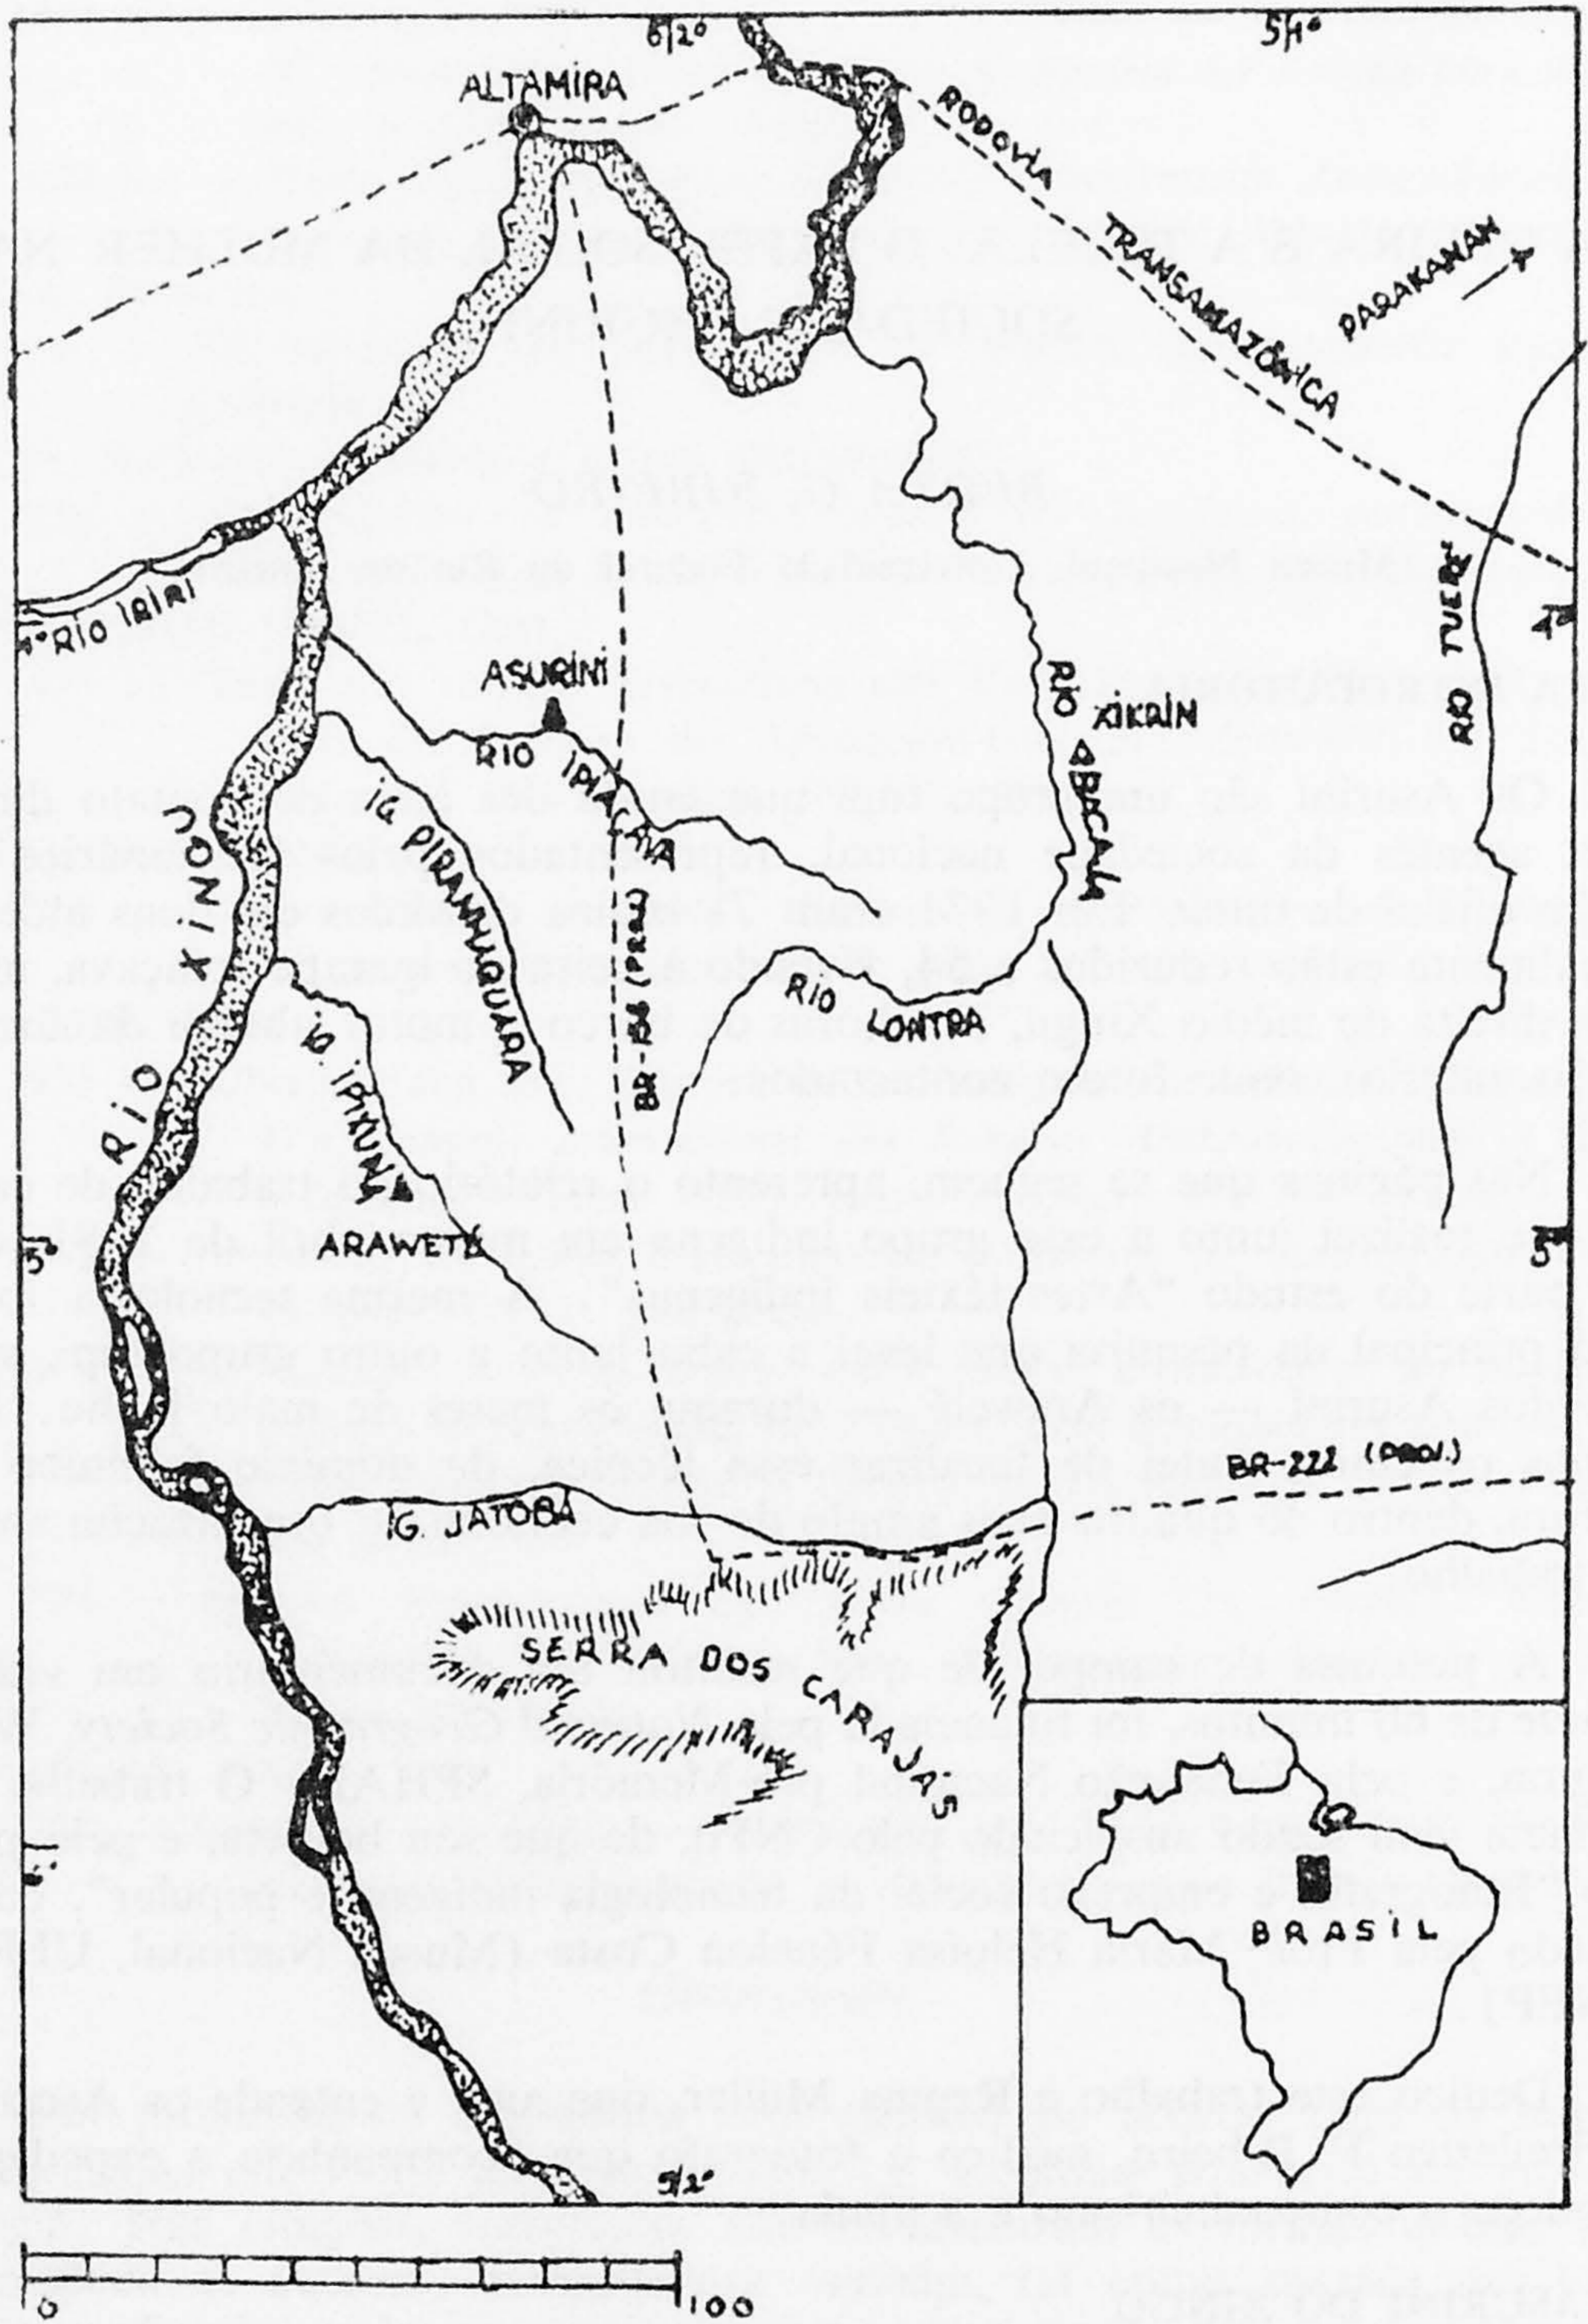 52°
51°
ALTAMIRA
RODOVIA TRANSAMAZÔNICA
PARAKANAN
RIO IRIRI
4°
4°
RIO TUERÉ
ASURINI
RIO IPIAÇAVA
RIO BACAJÁ
XIKRIN
IG. PIRANHAQUARA
RIO XINGU
BR-158 (PROJ.)
RIO LONTRA
IG. IPIXUNA
ARAWETÉ
5°
5°
BR-222 (PROJ.)
IG. JATOBÁ
SERRA DOS CARAJÁS
BRASIL
52°
0
100